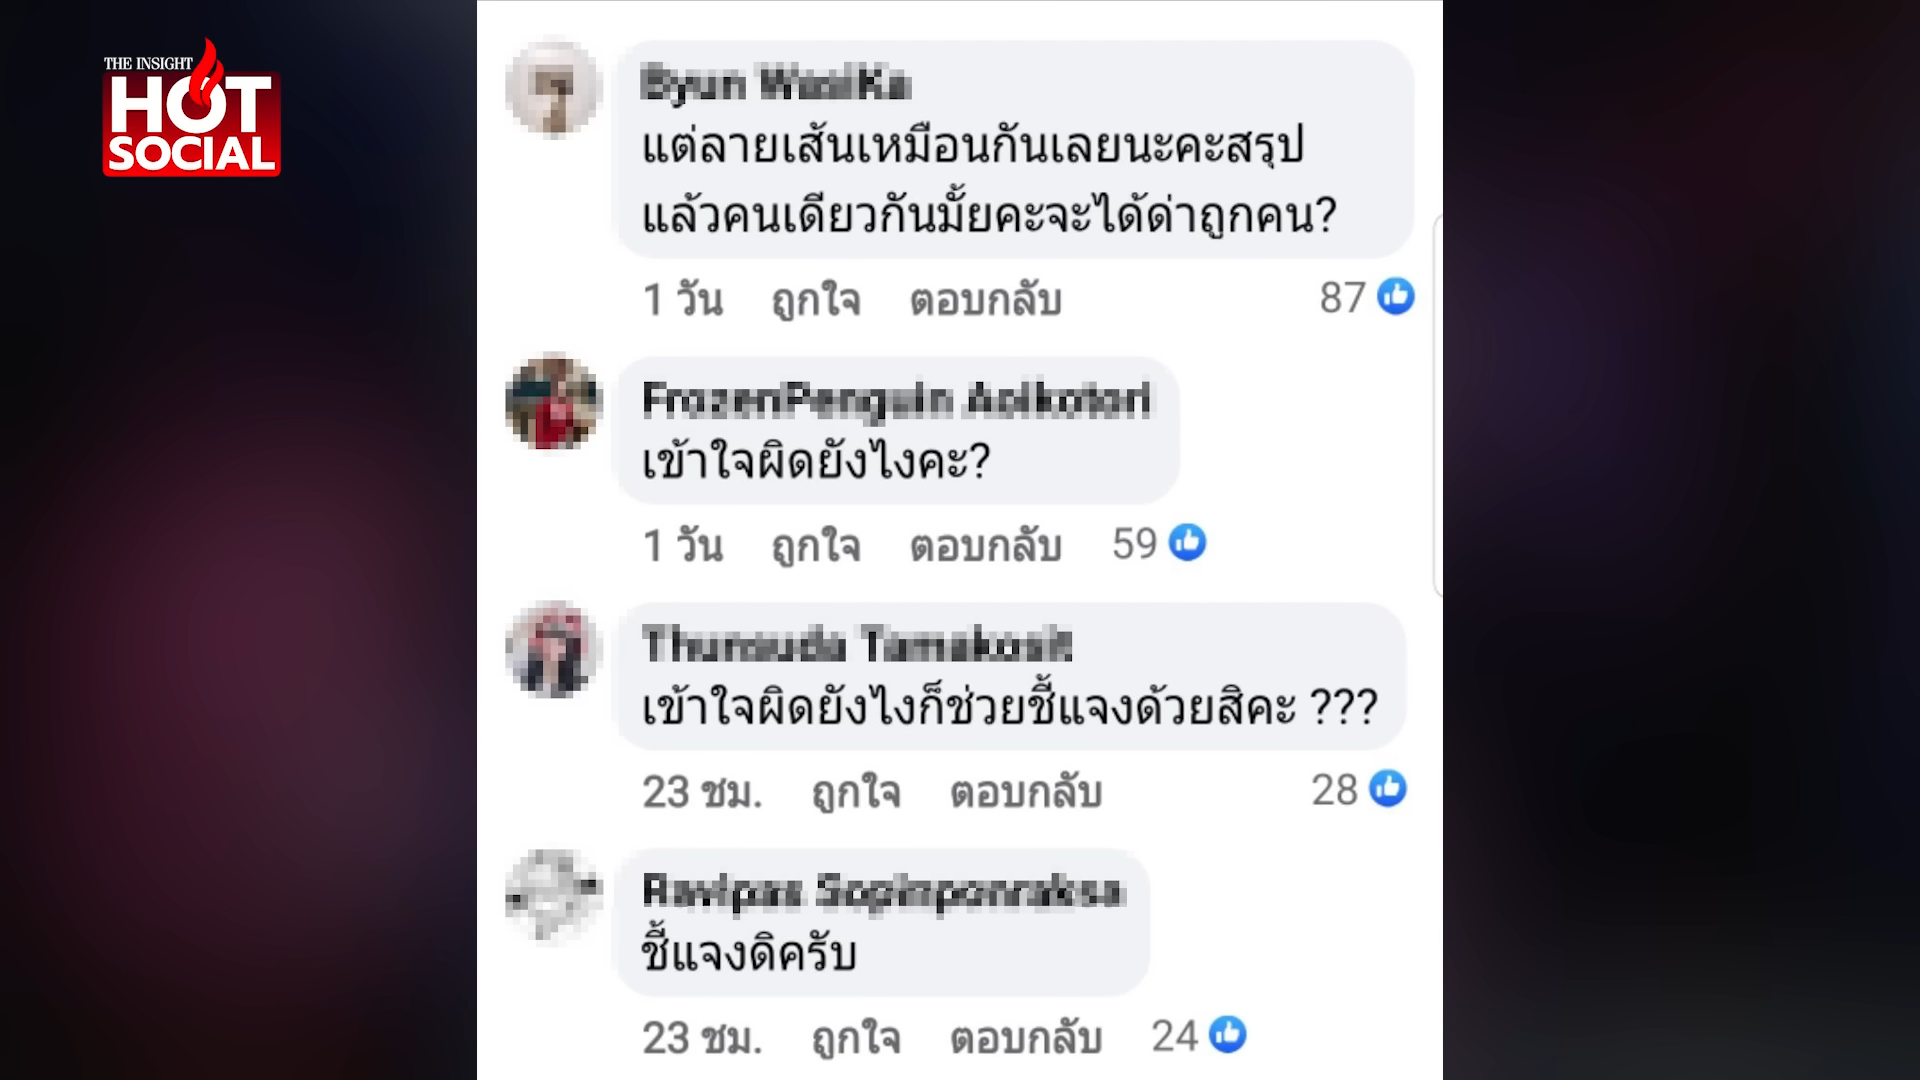 THE INSIGHT
HOT
SOCIAL
แต่ลายเส้นเหมือนกันเลยนะคะสรุป
แล้วคนเดียวกันมั้ยคะจะได้ด่าถูกคน?
1 วัน ถูกใจ ตอบกลับ 87
เข้าใจผิดยังไงคะ?
1 วัน ถูกใจ ตอบกลับ 59
เข้าใจผิดยังไงก็ช่วยชี้แจงด้วยสิคะ ???
23 ชม. ถูกใจ ตอบกลับ 28
ชี้แจงดิครับ
23 ชม. ถูกใจ ตอบกลับ 24